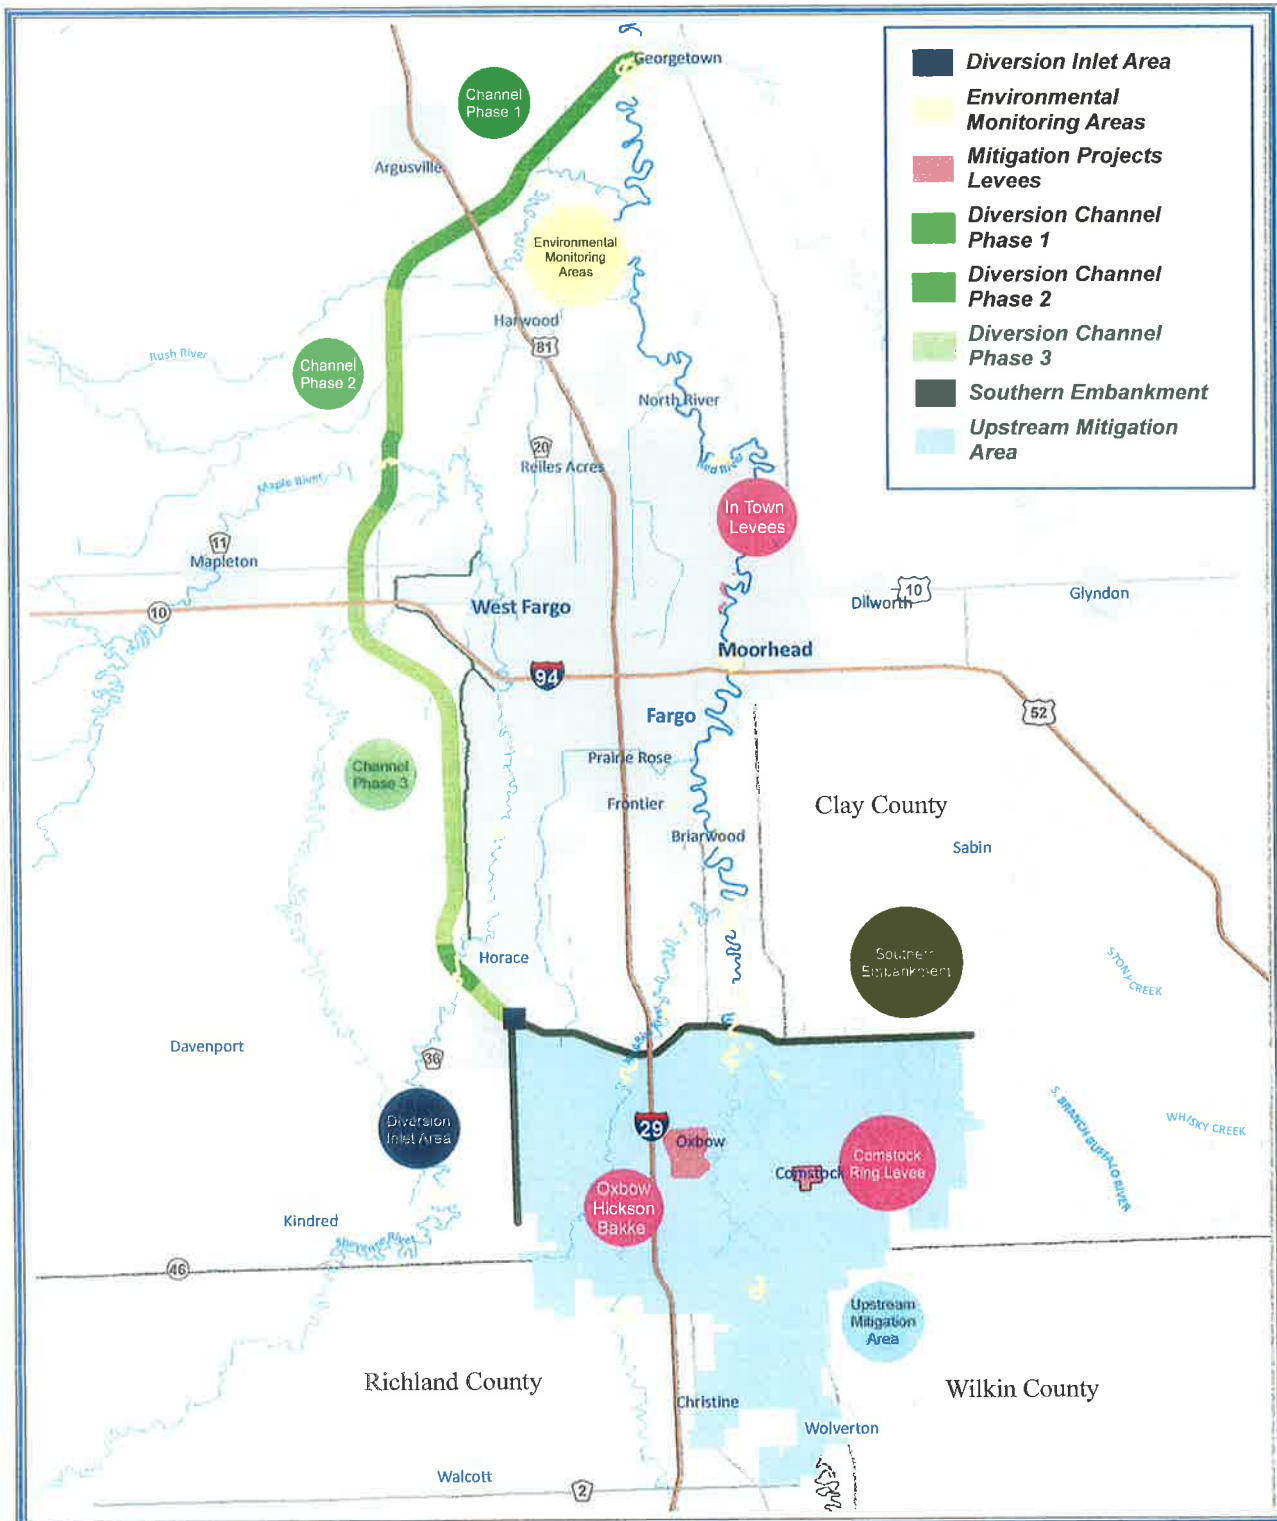 Georgetown
Diversion Inlet Area
Environmental
Monitoring Areas
Mitigation Projects
Levees
Diversion Channel
Phase 1
Diversion Channel
Phase 2
Diversion Channel
Phase 3
Southern Embankment
Upstream Mitigation
Area
Channel
Phase 1
Argusville
Environmental
Monitoring
Areas
Harwood
81
Rush River
Channel
Phase 2
North River
20
Reiles Acres
Red River
Maple River
In Town
Levees
11
Mapleton
10
West Fargo
Dilworth
10
Glyndon
Moorhead
94
52
Fargo
Prairie Rose
Channel
Phase 3
Frontier
Clay County
Briarwood
Sabin
Horace
Southern
Embankment
STONY CREEK
Davenport
36
Diversion
Inlet Area
29
Oxbow
Comstock
Comstock
Ring Levee
S. BRANCH BUFFALO RIVER
WHISKY CREEK
Oxbow
Hickson
Bakke
Kindred
Sheyenne River
46
Upstream
Mitigation
Area
Richland County
Wilkin County
Christine
Wolverton
Walcott
2